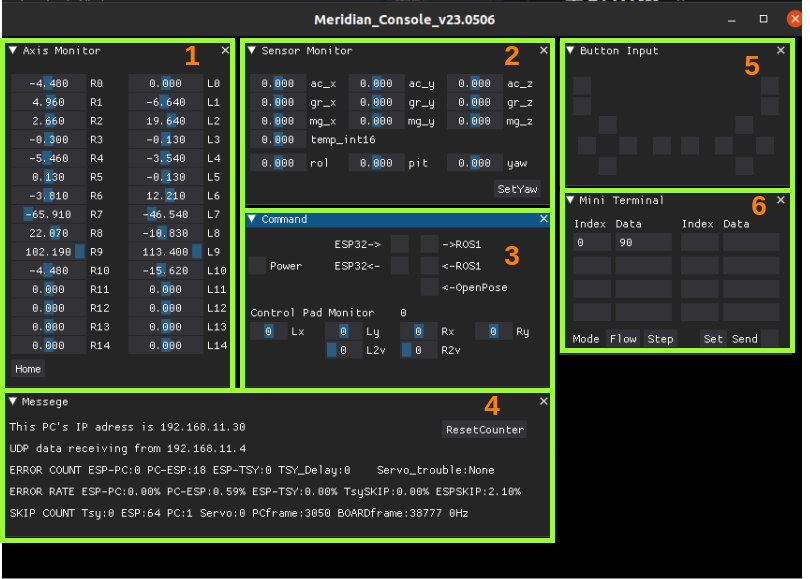 Meridian_Console_v23.0506
▼ Axis Monitor 1
-4.480 R0 0.000 L0
4.960 R1 -6.640 L1
2.660 R2 19.640 L2
-0.300 R3 -0.130 L3
-5.460 R4 -3.540 L4
0.130 R5 -0.130 L5
-3.810 R6 12.210 L6
-65.910 R7 -46.540 L7
22.070 R8 -10.830 L8
102.190 R9 113.400 L9
-4.480 R10 -15.620 L10
0.000 R11 0.000 L11
0.000 R12 0.000 L12
0.000 R13 0.000 L13
0.000 R14 0.000 L14
Home
▼ Sensor Monitor 2
0.000 ac_x 0.000 ac_y 0.000 ac_z
0.000 gr_x 0.000 gr_y 0.000 gr_z
0.000 mg_x 0.000 mg_y 0.000 mg_z
0.000 temp_int16
0.000 rol 0.000 pit 0.000 yaw
SetYaw
▼ Command
3
ESP32-> ->ROS1
Power ESP32<- <-ROS1
<-OpenPose
Control Pad Monitor 0
0 Lx 0 Ly 0 Rx 0 Ry
0 L2v 0 R2v
▼ Messege 4
This PC's IP adress is 192.168.11.30
ResetCounter
UDP data receiving from 192.168.11.4
ERROR COUNT ESP-PC:0 PC-ESP:18 ESP-TSY:0 TSY_Delay:0 Servo_trouble:None
ERROR RATE ESP-PC:0.00% PC-ESP:0.59% ESP-TSY:0.00% TsySKIP:0.00% ESPSKIP:2.10%
SKIP COUNT Tsy:0 ESP:64 PC:1 Servo:0 PCframe:3050 BOARDframe:38777 0Hz
▼ Button Input
5
▼ Mini Terminal 6
Index Data Index Data
0 90
Mode Flow Step Set Send